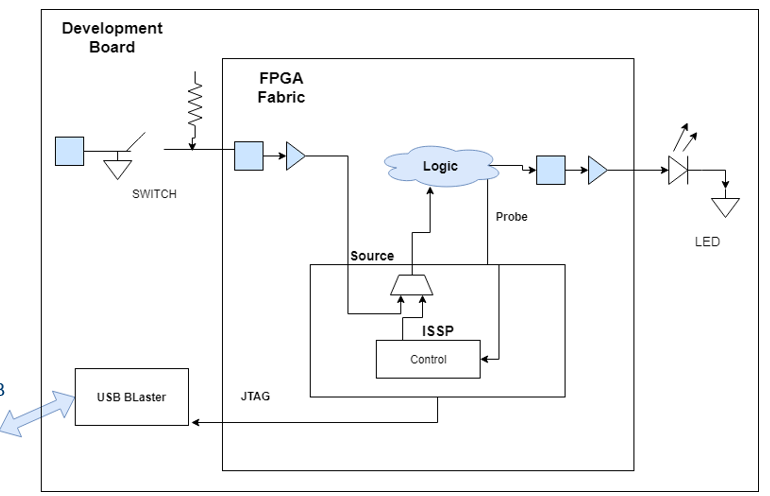 Development
Board
FPGA
Fabric
Logic
SWITCH
Probe
LED
Source
ISSP
Control
USB BLaster
JTAG